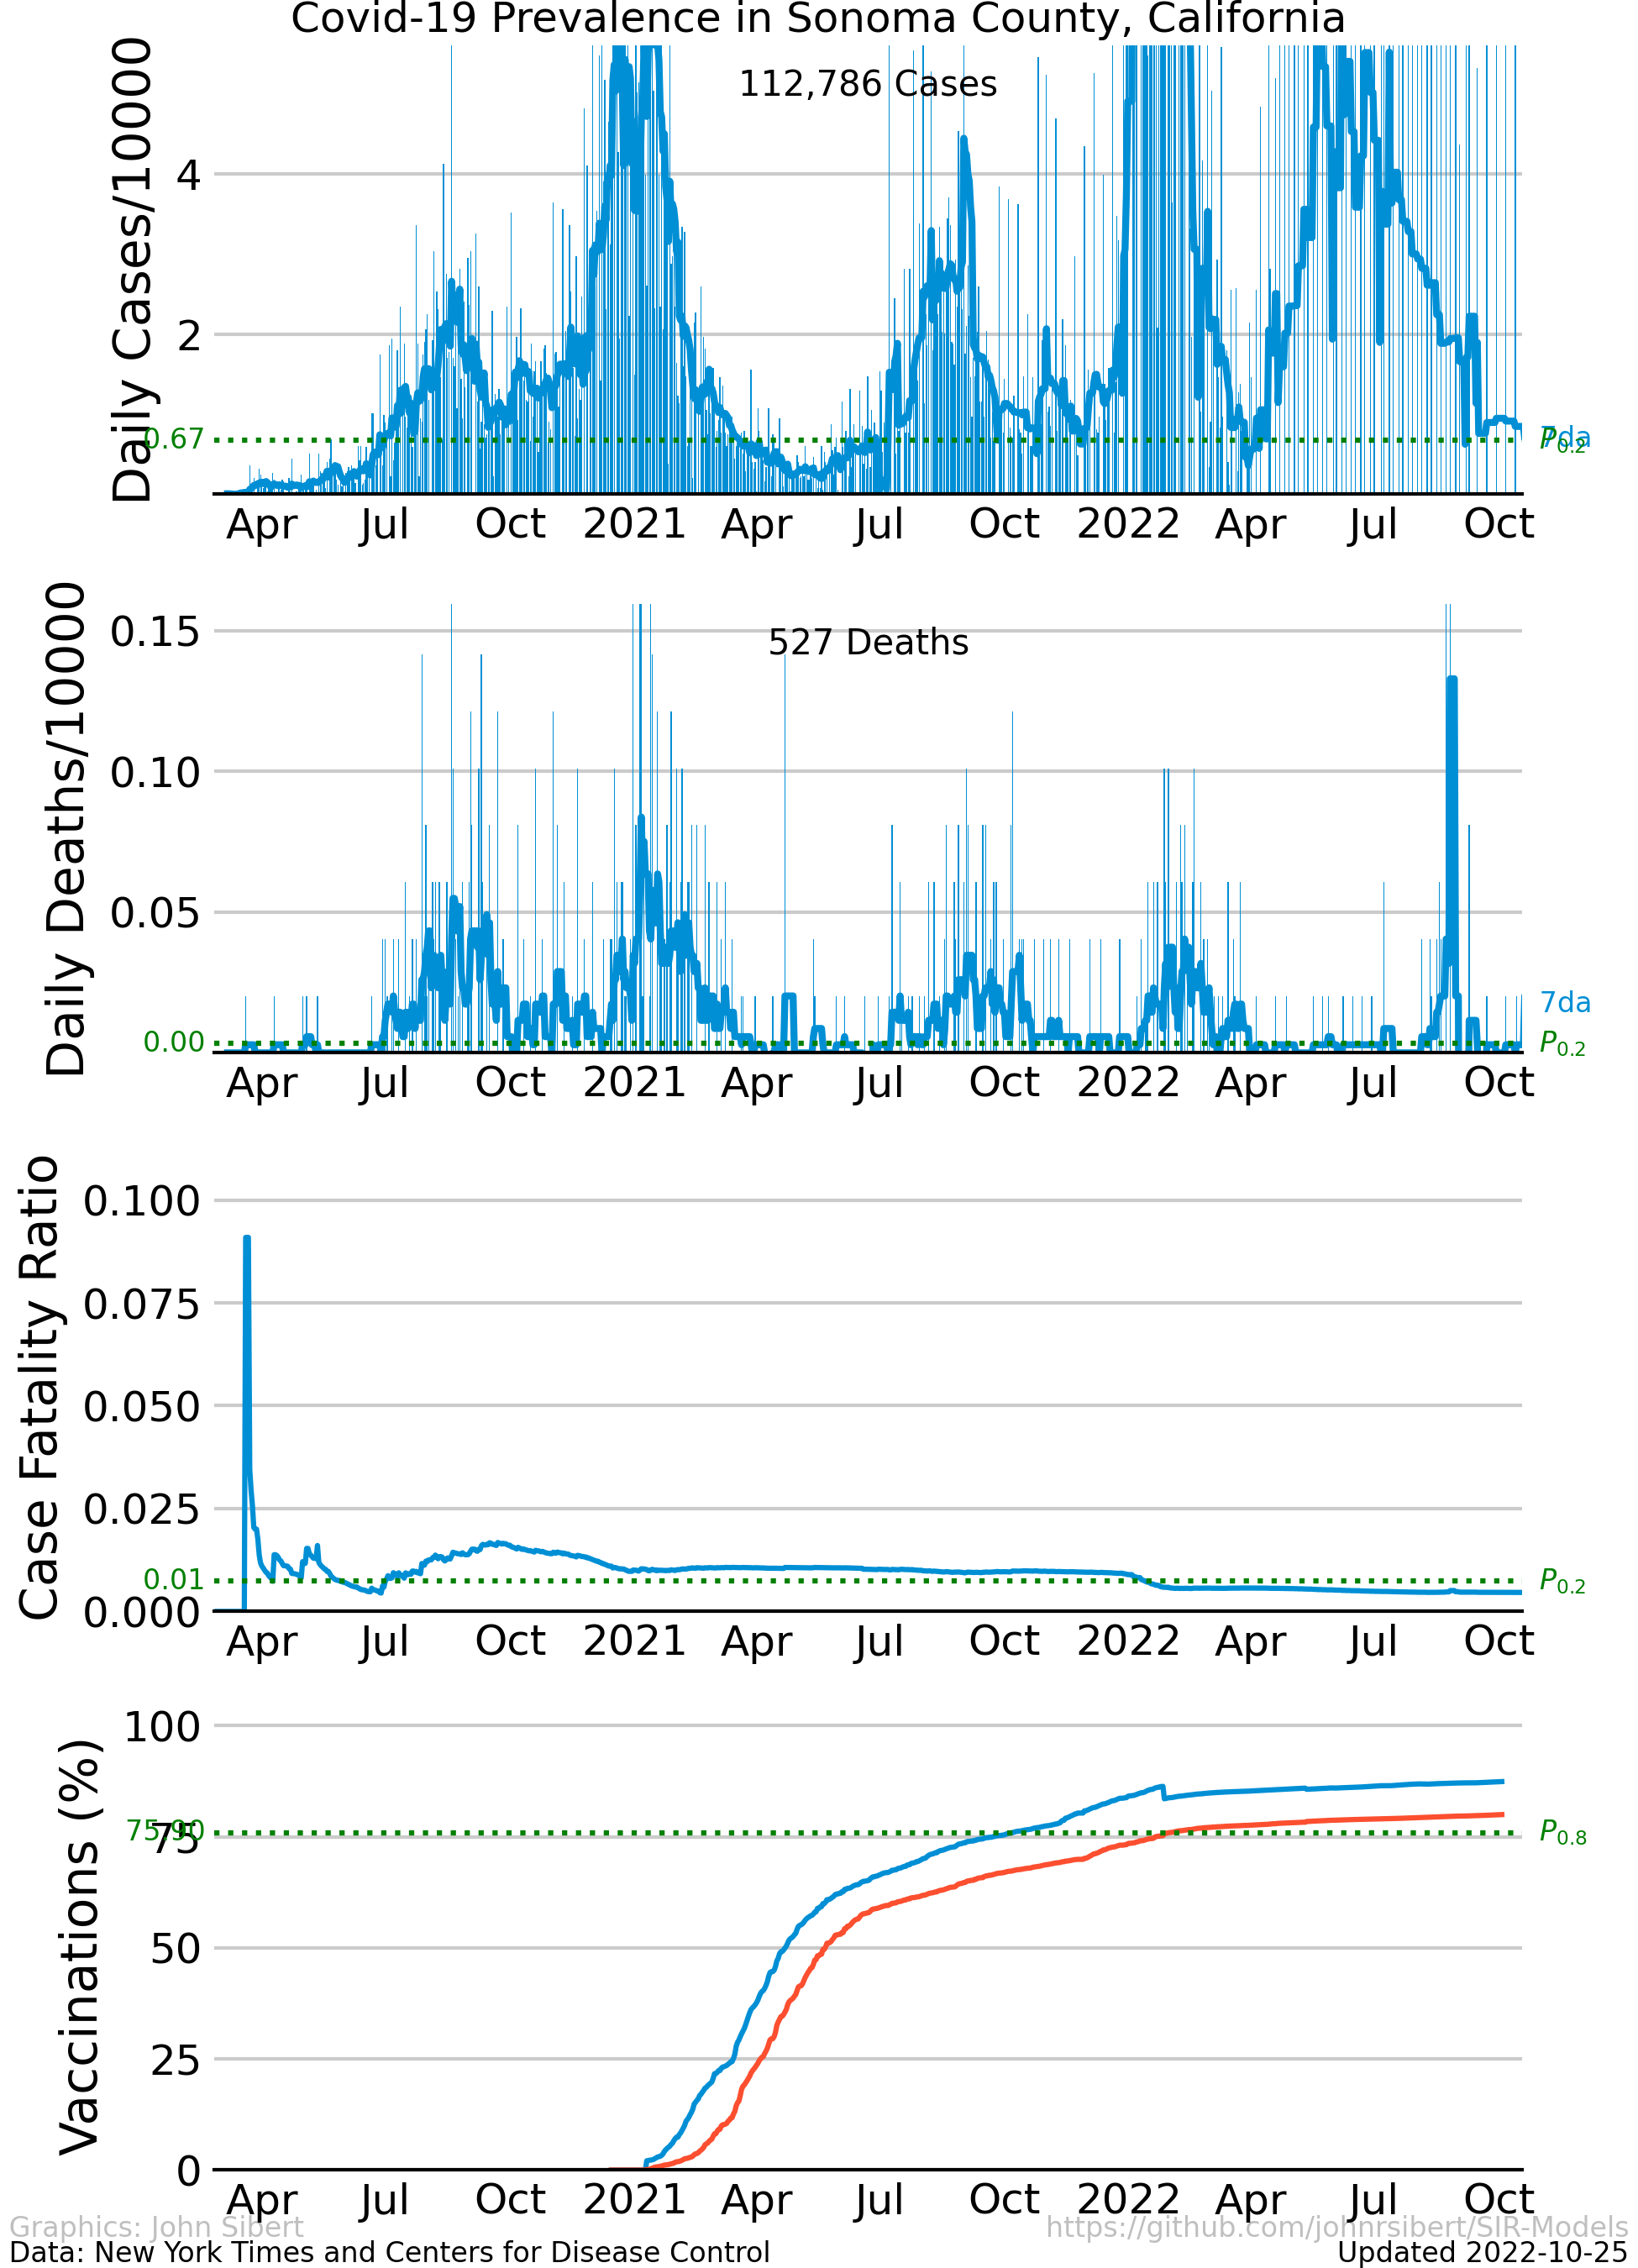 Covid-19 Prevalence in Sonoma County, California
Daily Cases/10000
112,786 Cases
4
2
0.67
7da
P0.2
Apr Jul Oct 2021 Apr Jul Oct 2022 Apr Jul Oct
Daily Deaths/10000
527 Deaths
0.15
0.10
0.05
0.00
7da
P0.2
Apr Jul Oct 2021 Apr Jul Oct 2022 Apr Jul Oct
Case Fatality Ratio
0.100
0.075
0.050
0.025
0.01
0.000
P0.2
Apr Jul Oct 2021 Apr Jul Oct 2022 Apr Jul Oct
Vaccinations (%)
100
75.90
75
50
25
0
P0.8
Apr Jul Oct 2021 Apr Jul Oct 2022 Apr Jul Oct
Graphics: John Sibert
https://github.com/johnrsibert/SIR-Models
Data: New York Times and Centers for Disease Control
Updated 2022-10-25